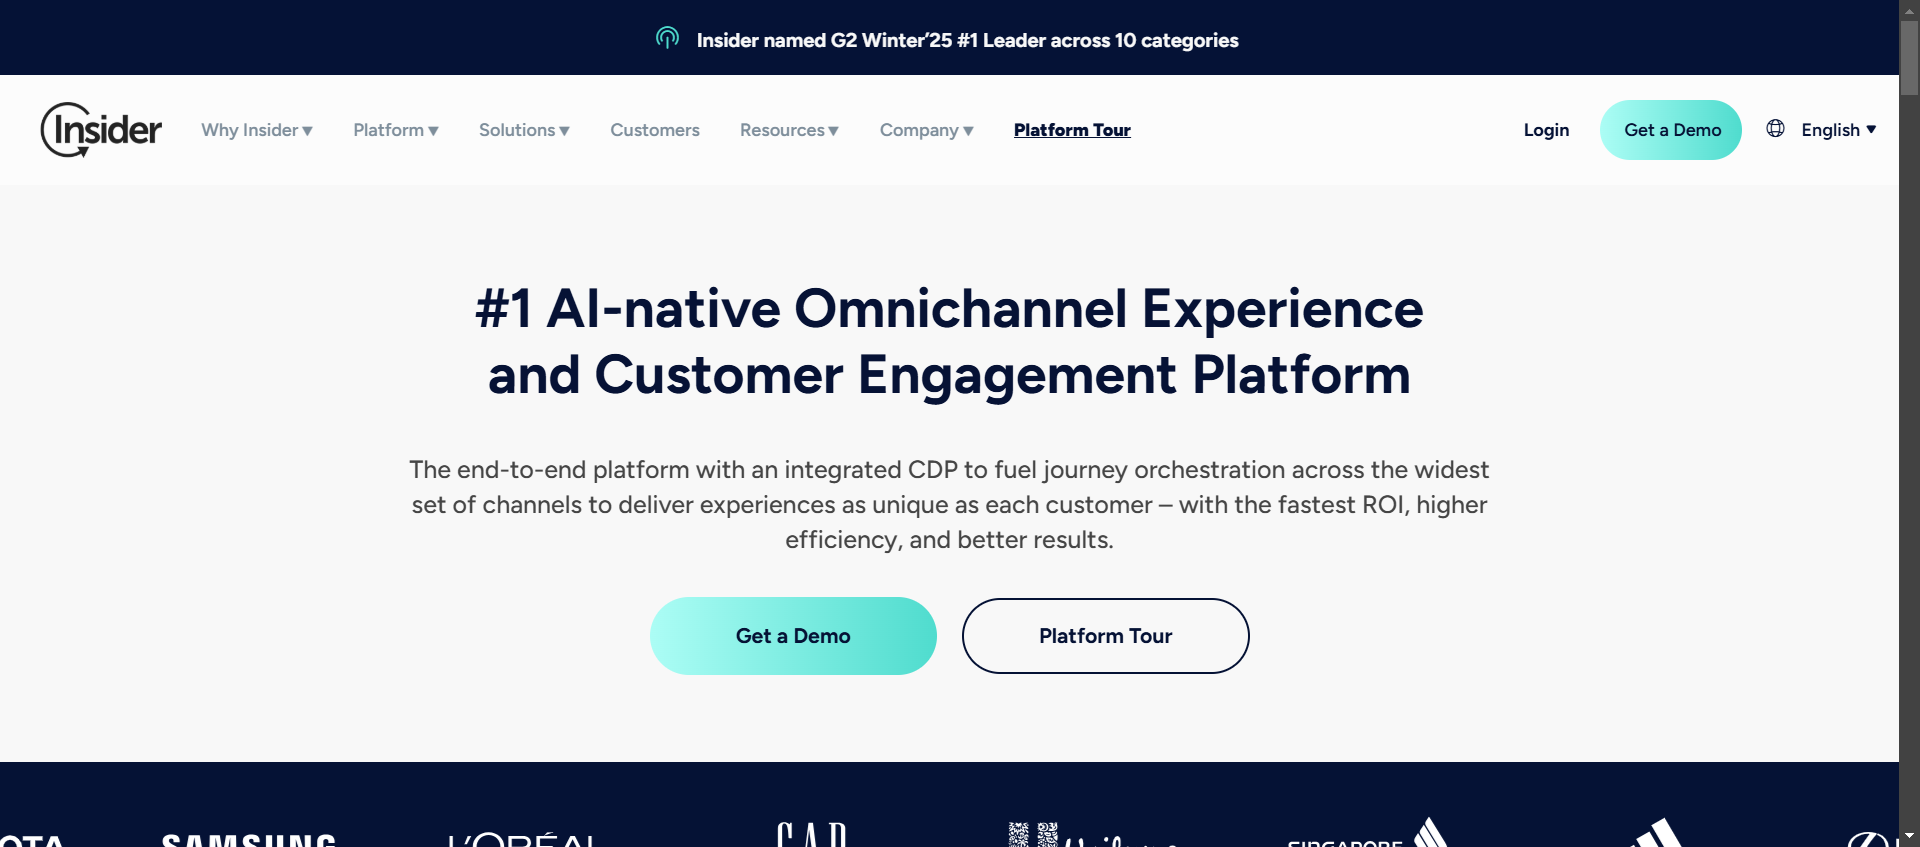 Insider named G2 Winter’25 #1 Leader across 10 categories
Insider
Why Insider
Platform
Solutions
Customers
Resources
Company
Platform Tour
Login
Get a Demo
English
#1 AI-native Omnichannel Experience
and Customer Engagement Platform
The end-to-end platform with an integrated CDP to fuel journey orchestration across the widest
set of channels to deliver experiences as unique as each customer – with the fastest ROI, higher
efficiency, and better results.
Get a Demo
Platform Tour
SAMSUNG
L'ORÉAL
GAP
SINGAPORE